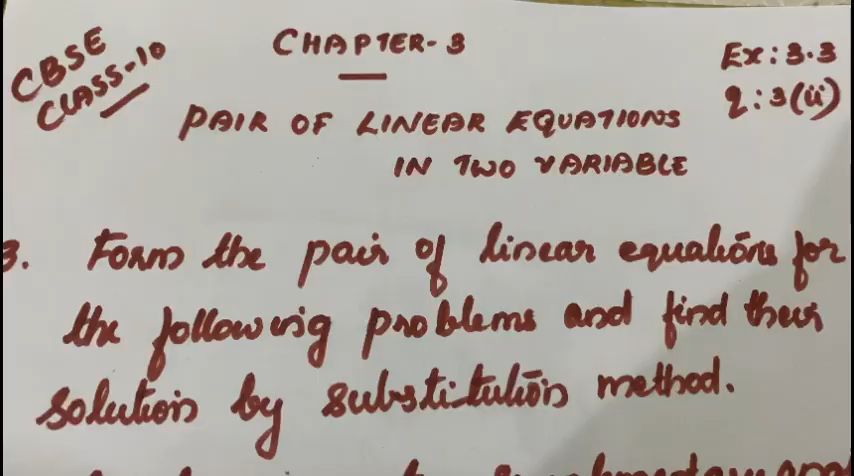 CBSE
CLASS-10
CHAPTER-3
Ex: 3.3
Q: 3(ii)
PAIR OF LINEAR EQUATIONS
IN TWO VARIABLE
3. Form the pair of linear equations for
the following problems and find their
solution by substitution method.